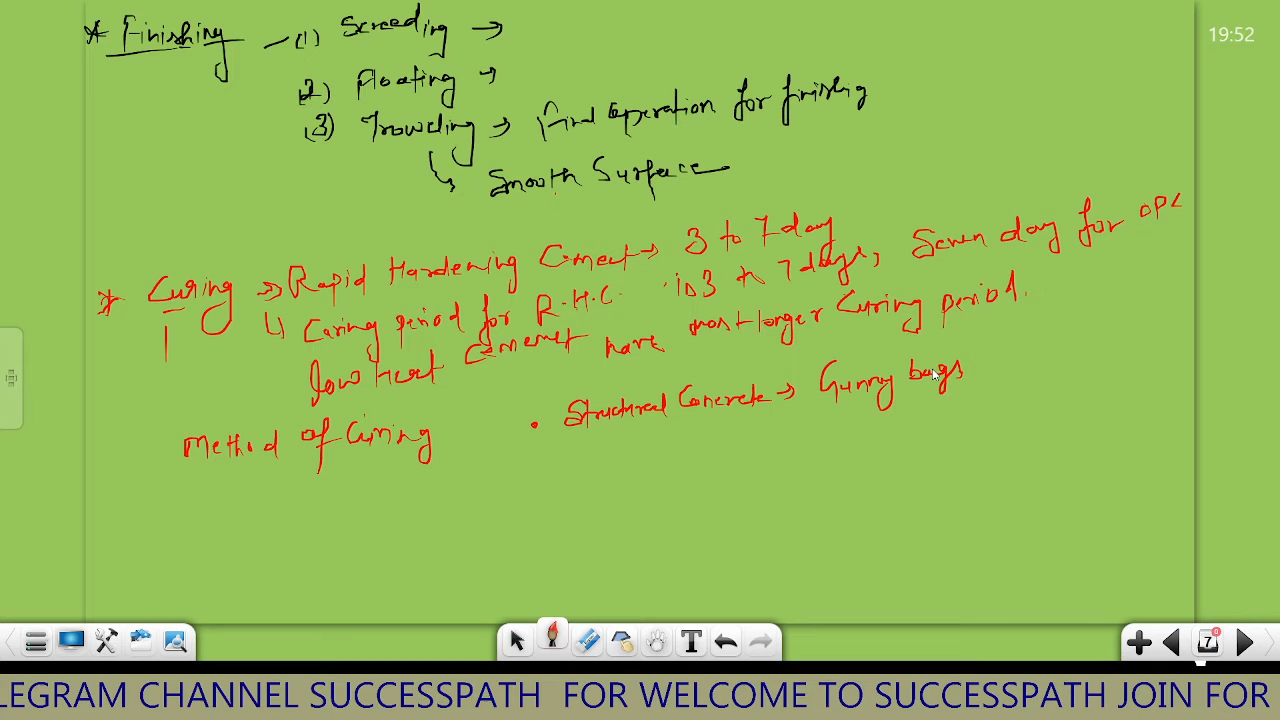 19:52
* Finishing - (1) Screeding →
(2) Floating →
(3) Troweling → Final operation for finishig
↳ Smooth Surface
* Curing → Rapid Hardening Cement → 3 to 7 day
↳ Curing period for R.H.C. is 3 to 7 days, Seven day for OPC
low Heat Cement have most longer Curing period.
Method of Curing
• Structural Concrete → Gunny bags
T
7
LEGRAM CHANNEL SUCCESSPATH FOR WELCOME TO SUCCESSPATH JOIN FOR